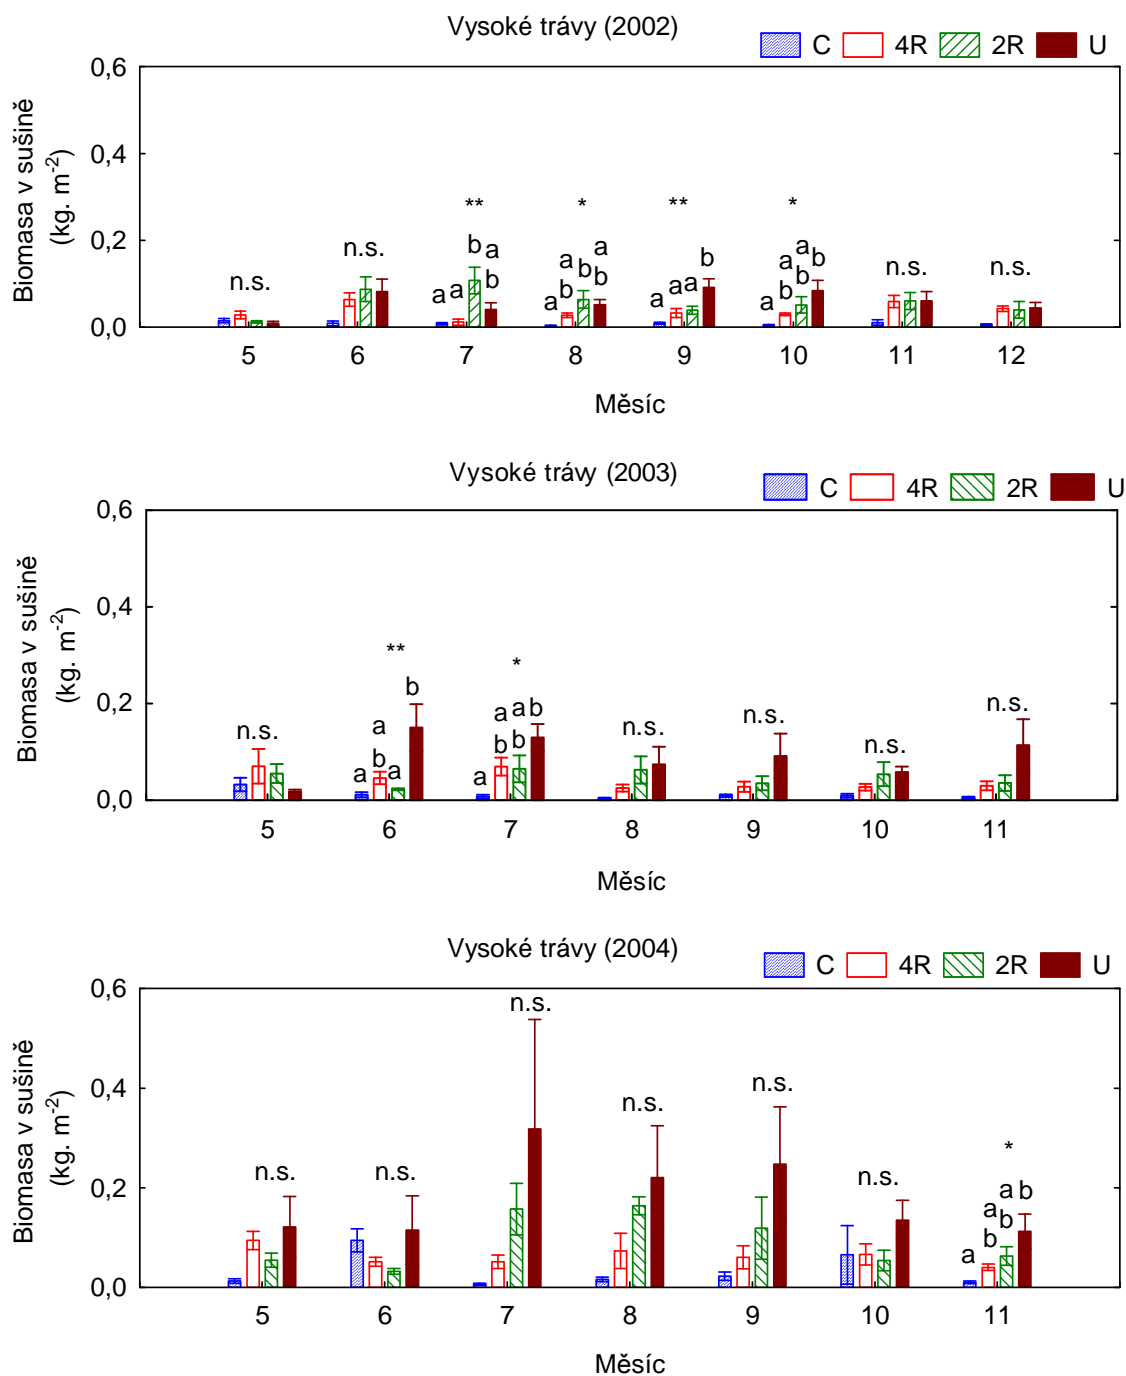 Vysoké trávy (2002)
C 4R 2R U
0,6
0,4
0,2
0,0
Biomasa v sušině
(kg. m-2)
** * ** *
n.s. n.s. n.s. n.s.
a a b a b
a a b a b a b
a a a b
a a b a b b
5 6 7 8 9 10 11 12
Měsíc
Vysoké trávy (2003)
C 4R 2R U
0,6
0,4
0,2
0,0
Biomasa v sušině
(kg. m-2)
** *
n.s. n.s. n.s. n.s. n.s.
a a b a b
a a b a b b
5 6 7 8 9 10 11
Měsíc
Vysoké trávy (2004)
C 4R 2R U
0,6
0,4
0,2
0,0
Biomasa v sušině
(kg. m-2)
n.s. n.s. n.s. n.s. n.s. n.s. *
a a b a b b
5 6 7 8 9 10 11
Měsíc